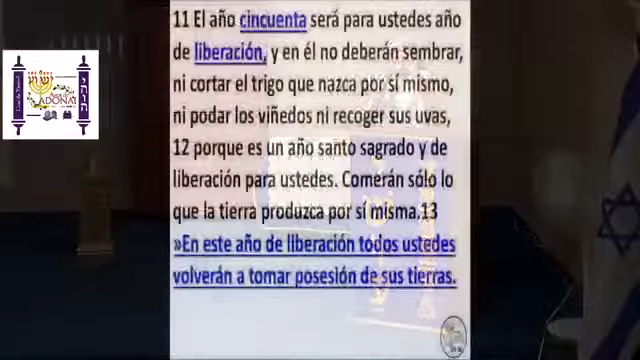 11 El año cincuenta será para ustedes año
de liberación, y en él no deberán sembrar,
ni cortar el trigo que nazca por sí mismo,
ni podar los viñedos ni recoger sus uvas,
12 porque es un año santo sagrado y de
liberación para ustedes. Comerán sólo lo
que la tierra produzca por sí misma.13
»En este año de liberación todos ustedes
volverán a tomar posesión de sus tierras.
ADONAI